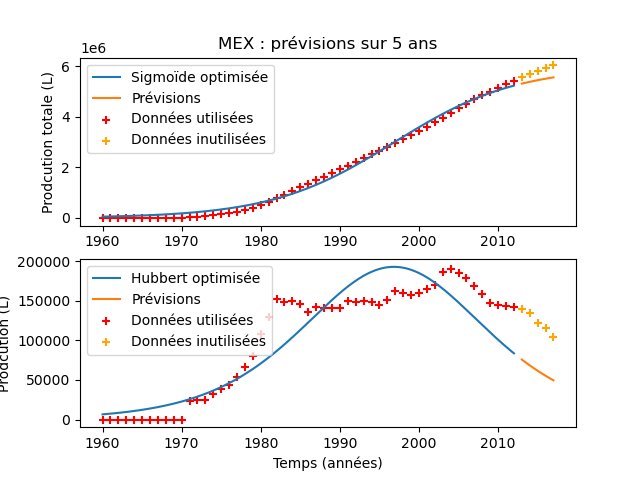 MEX : prévisions sur 5 ans
1e6
6
4
2
0
Prodcution totale (L)
Sigmoïde optimisée
Prévisions
Données utilisées
Données inutilisées
1960 1970 1980 1990 2000 2010
200000
150000
100000
50000
0
Prodcution (L)
Hubbert optimisée
Prévisions
Données utilisées
Données inutilisées
1960 1970 1980 1990 2000 2010
Temps (années)